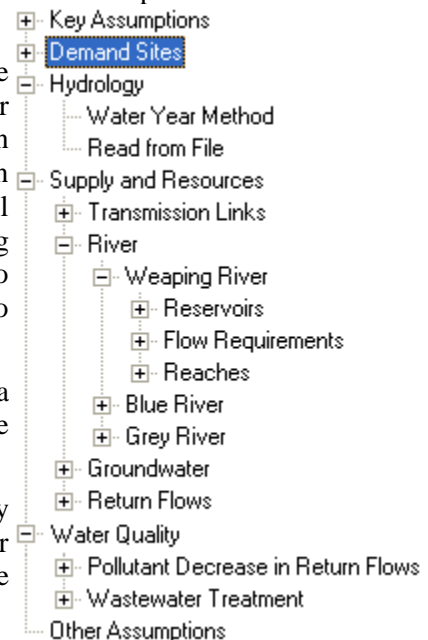 Key Assumptions
Demand Sites
Hydrology
Water Year Method
Read from File
Supply and Resources
Transmission Links
River
Weaping River
Reservoirs
Flow Requirements
Reaches
Blue River
Grey River
Groundwater
Return Flows
Water Quality
Pollutant Decrease in Return Flows
Wastewater Treatment
Other Assumptions